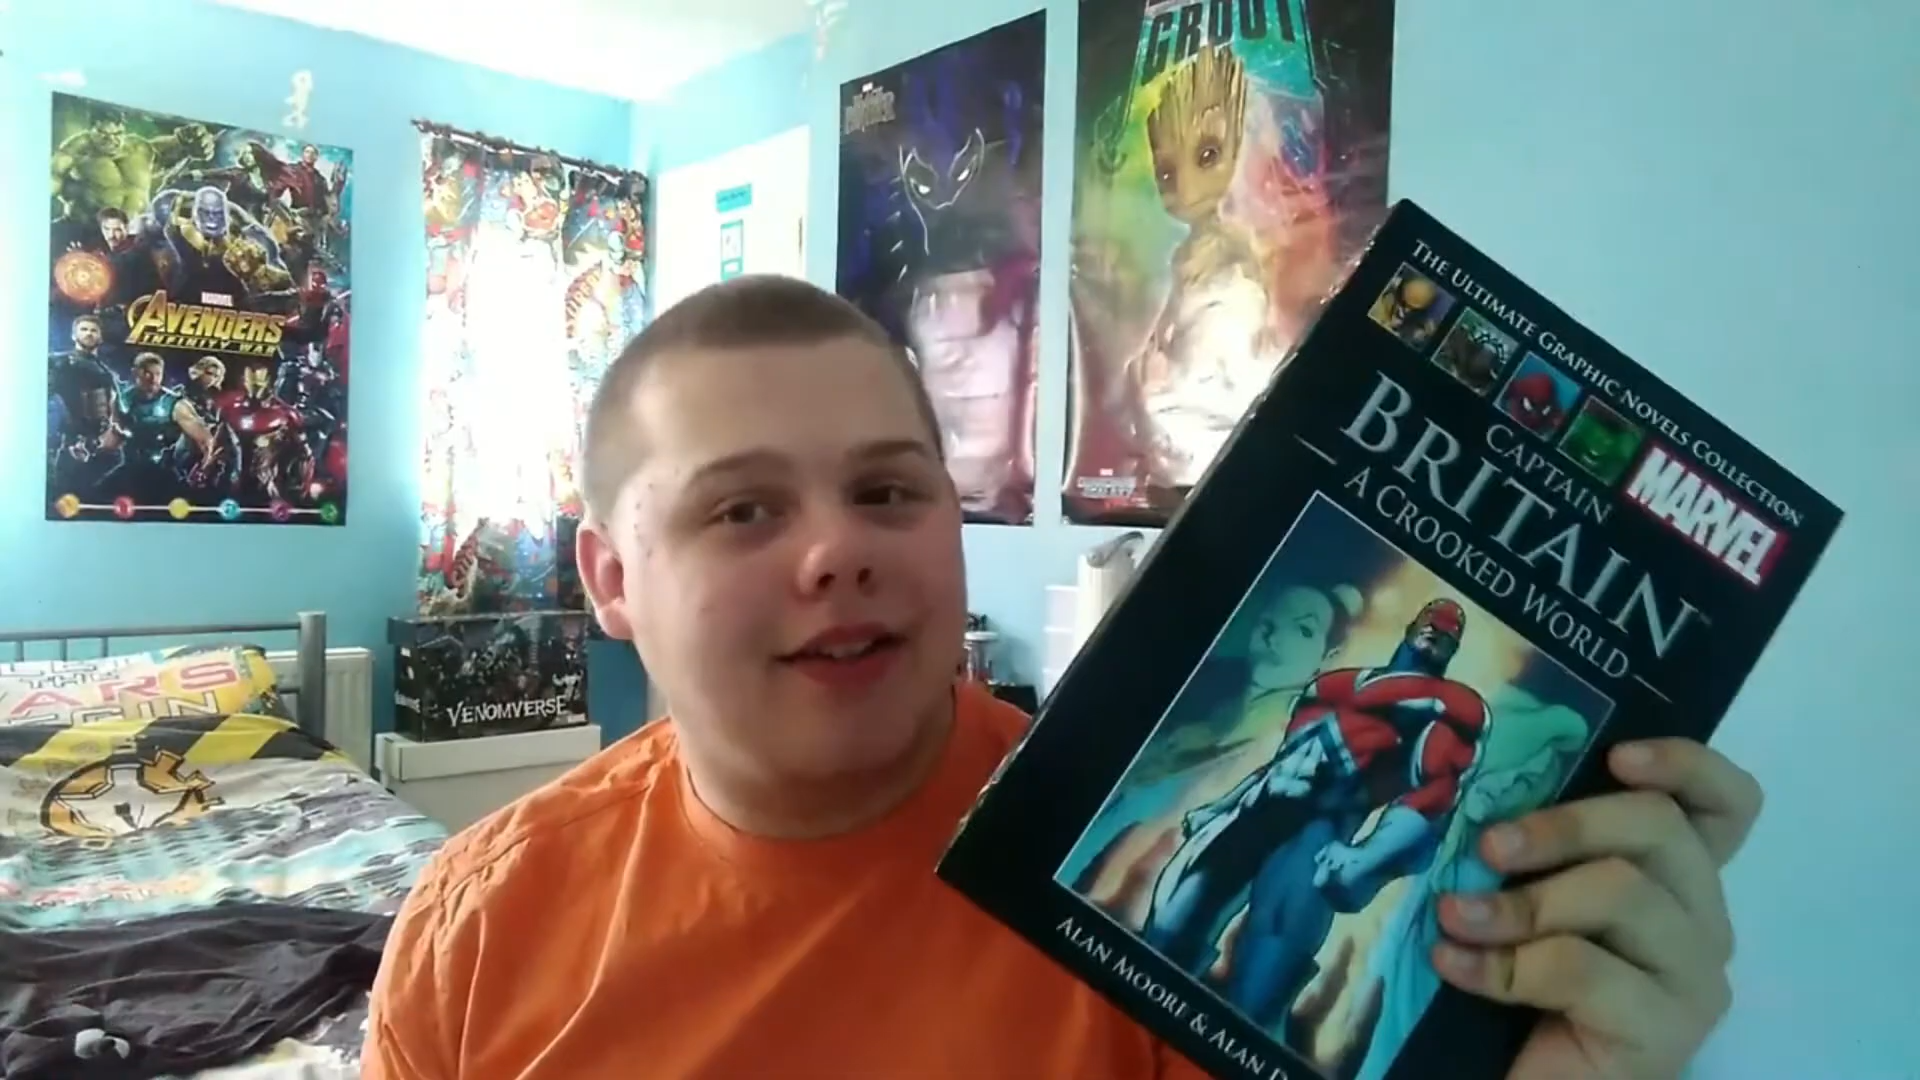 MARVEL
AVENGERS
INFINITY WAR
GROOT
VENOMVERSE
WARS
THE ULTIMATE GRAPHIC NOVELS COLLECTION
MARVEL
CAPTAIN
BRITAIN
A CROOKED WORLD
ALAN MOORE & ALAN D